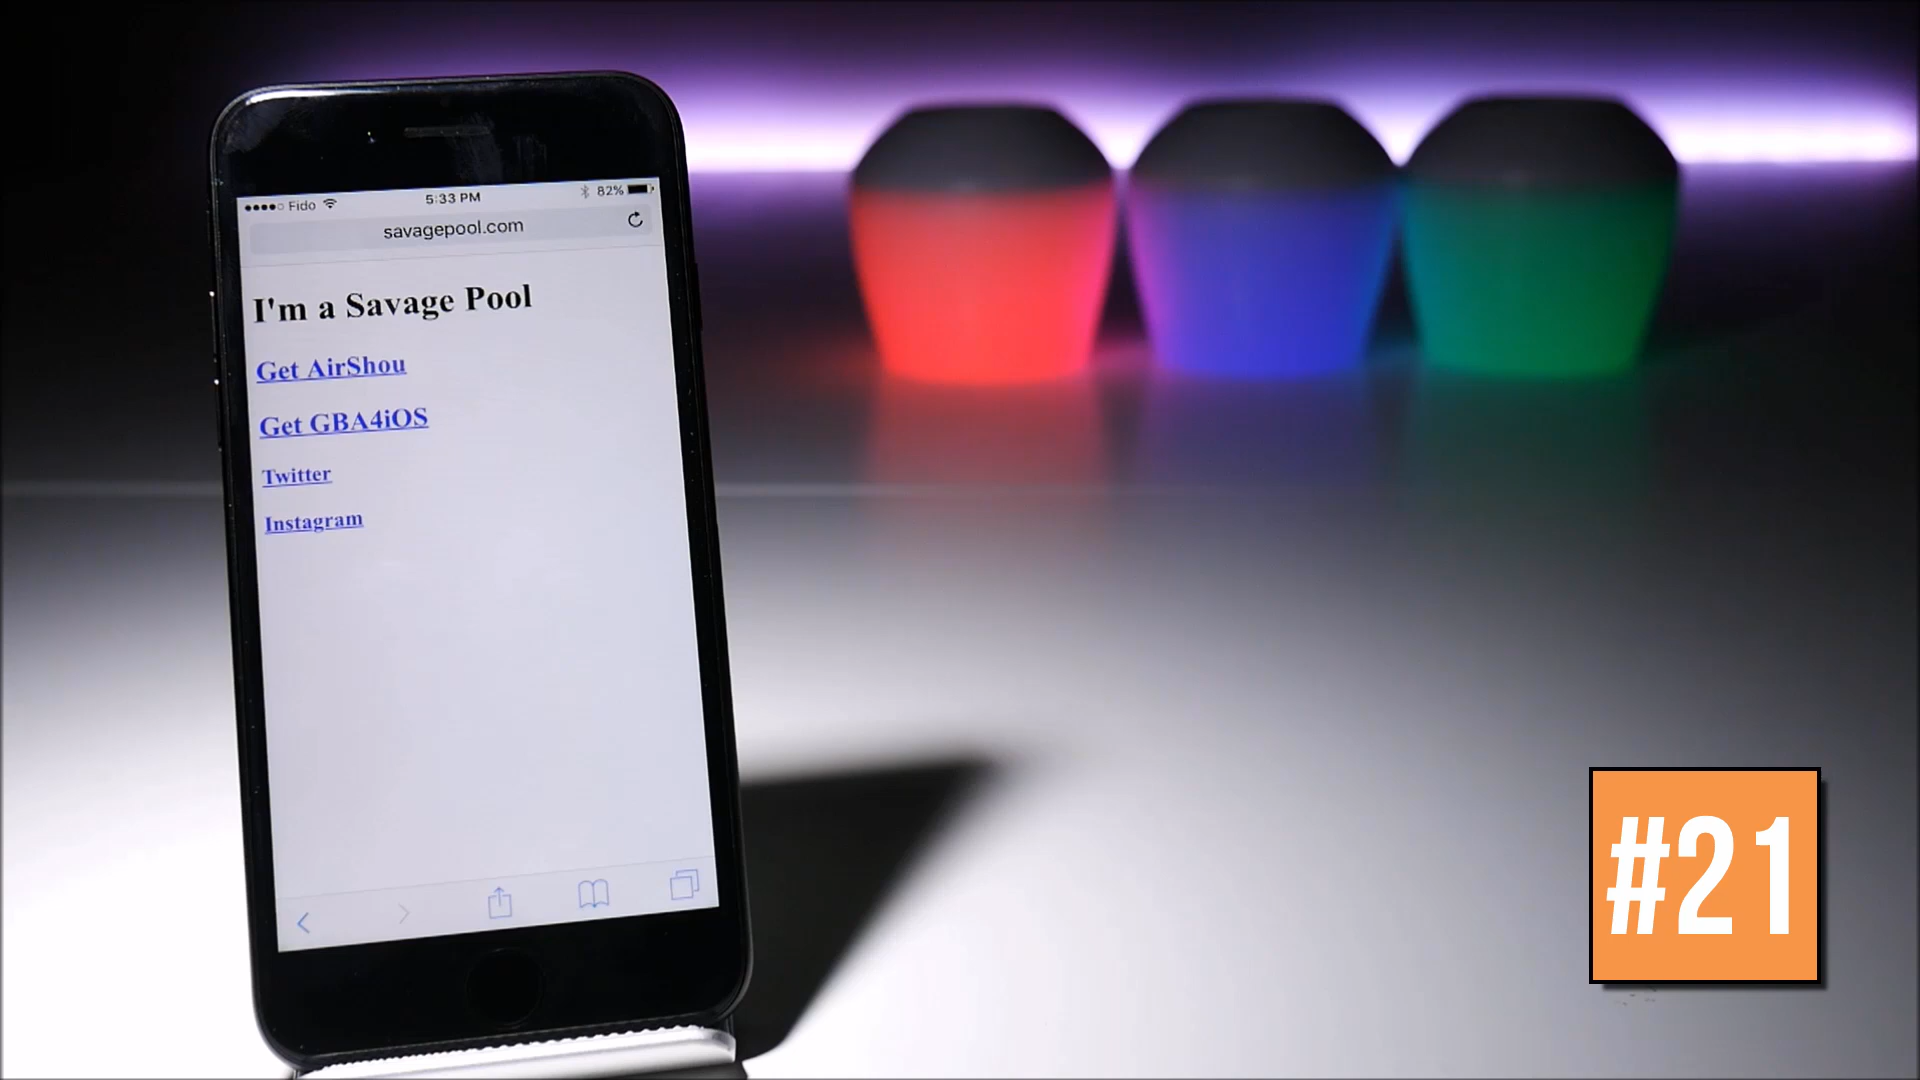 Fido
5:33 PM
82%
savagepool.com
I'm a Savage Pool
Get AirShou
Get GBA4iOS
Twitter
Instagram
#21